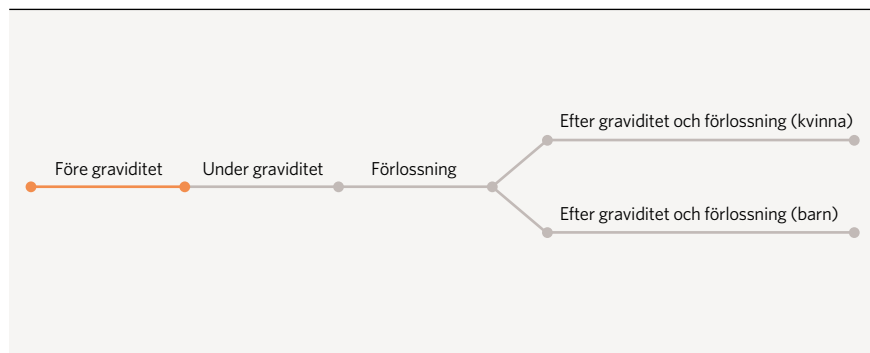 Före graviditet
Under graviditet
Förlossning
Efter graviditet och förlossning (kvinna)
Efter graviditet och förlossning (barn)